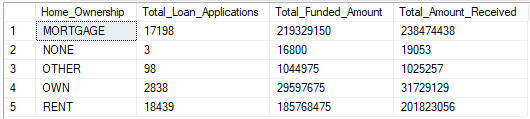 Home_Ownership Total_Loan_Applications Total_Funded_Amount Total_Amount_Received
1 MORTGAGE 17198 219329150 238474438
2 NONE 3 16800 19053
3 OTHER 98 1044975 1025257
4 OWN 2838 29597675 31729129
5 RENT 18439 185768475 201823056